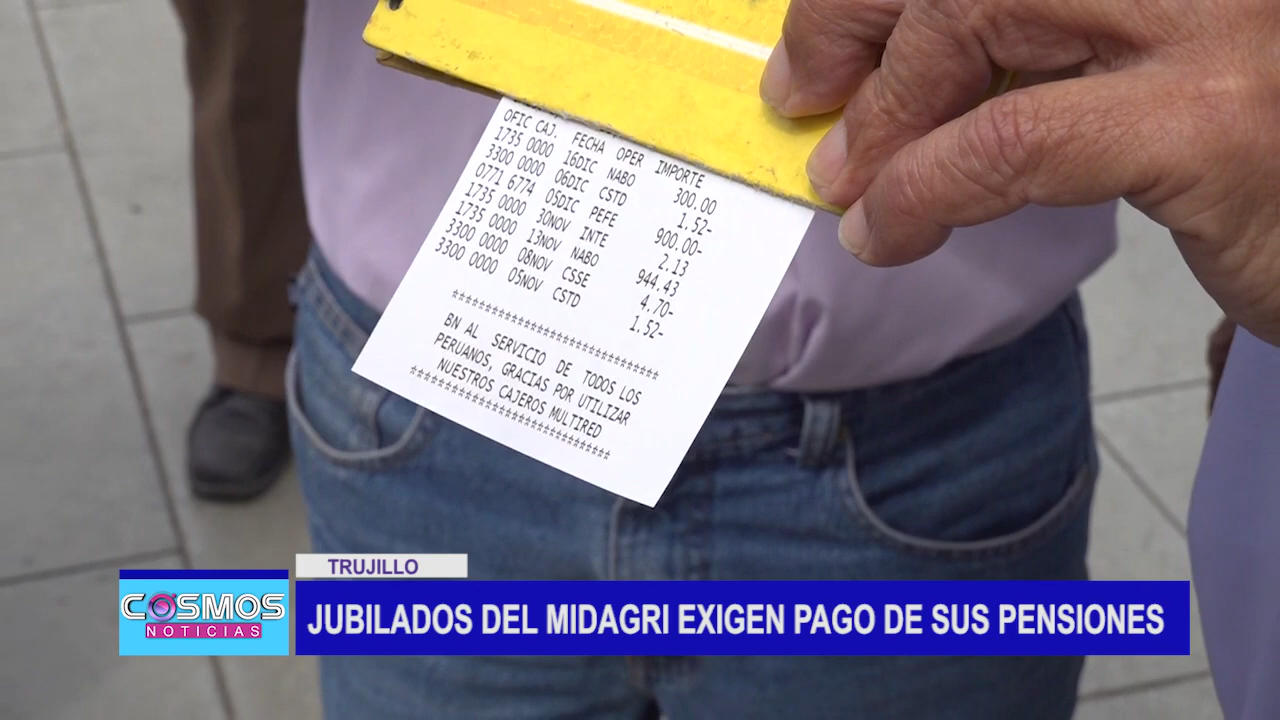 OFIC CAJ. FECHA OPER IMPORTE
1735 0000 16DIC NABO 300.00
3300 0000 06DIC CSTD 1.52-
0771 6774 05DIC PEFE 900.00-
1735 0000 30NOV INTE 2.13
1735 0000 13NOV NABO 944.43
3300 0000 08NOV CSSE 4.70-
3300 0000 05NOV CSTD 1.52-
******************************
BN AL SERVICIO DE TODOS LOS
PERUANOS, GRACIAS POR UTILIZAR
NUESTROS CAJEROS MULTIRED
******************************
TRUJILLO
COSMOS
NOTICIAS
JUBILADOS DEL MIDAGRI EXIGEN PAGO DE SUS PENSIONES